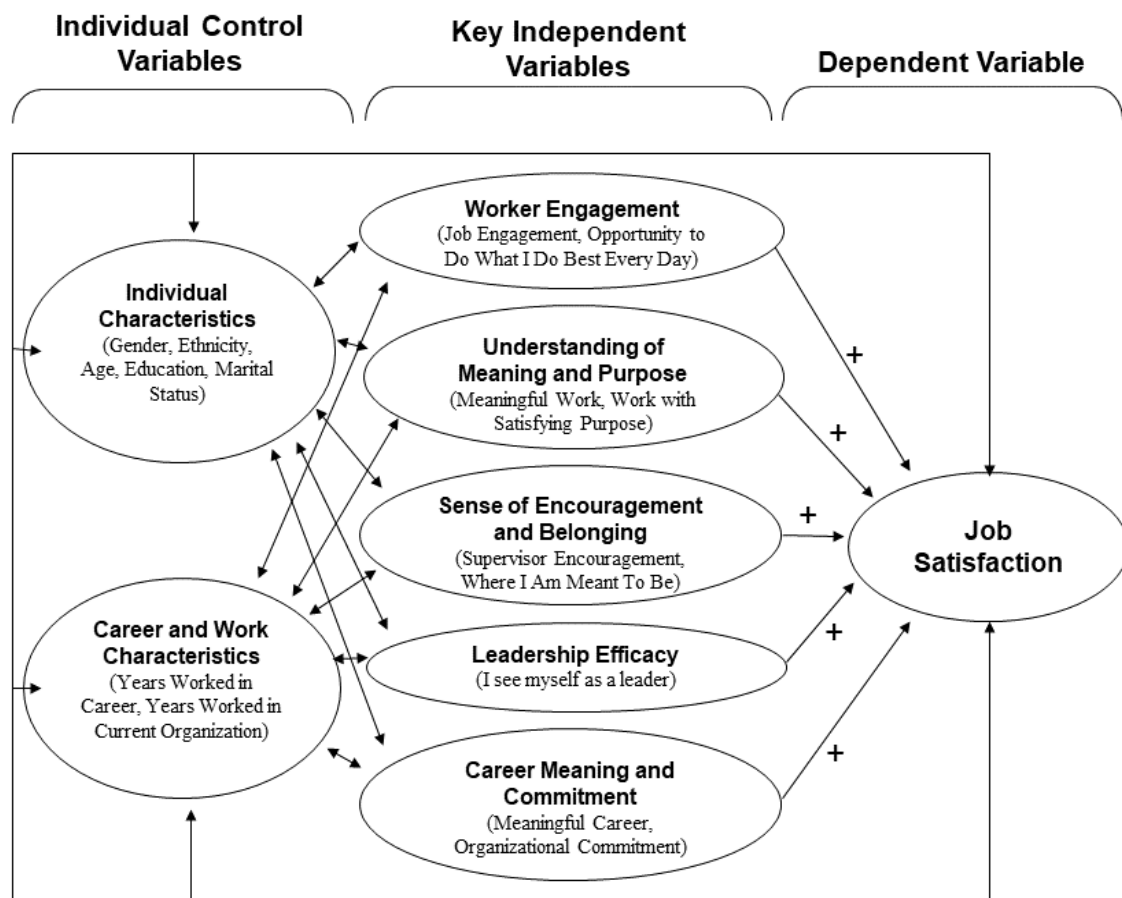 Individual Control
Variables
Key Independent
Variables
Dependent Variable
Worker Engagement
(Job Engagement, Opportunity to
Do What I Do Best Every Day)
Individual
Characteristics
(Gender, Ethnicity,
Age, Education, Marital
Status)
+
Understanding of
Meaning and Purpose
(Meaningful Work, Work with
Satisfying Purpose)
+
Sense of Encouragement
and Belonging
(Supervisor Encouragement,
Where I Am Meant To Be)
+
Job
Satisfaction
Career and Work
Characteristics
(Years Worked in
Career, Years Worked in
Current Organization)
Leadership Efficacy
(I see myself as a leader)
+
Career Meaning and
Commitment
(Meaningful Career,
Organizational Commitment)
+